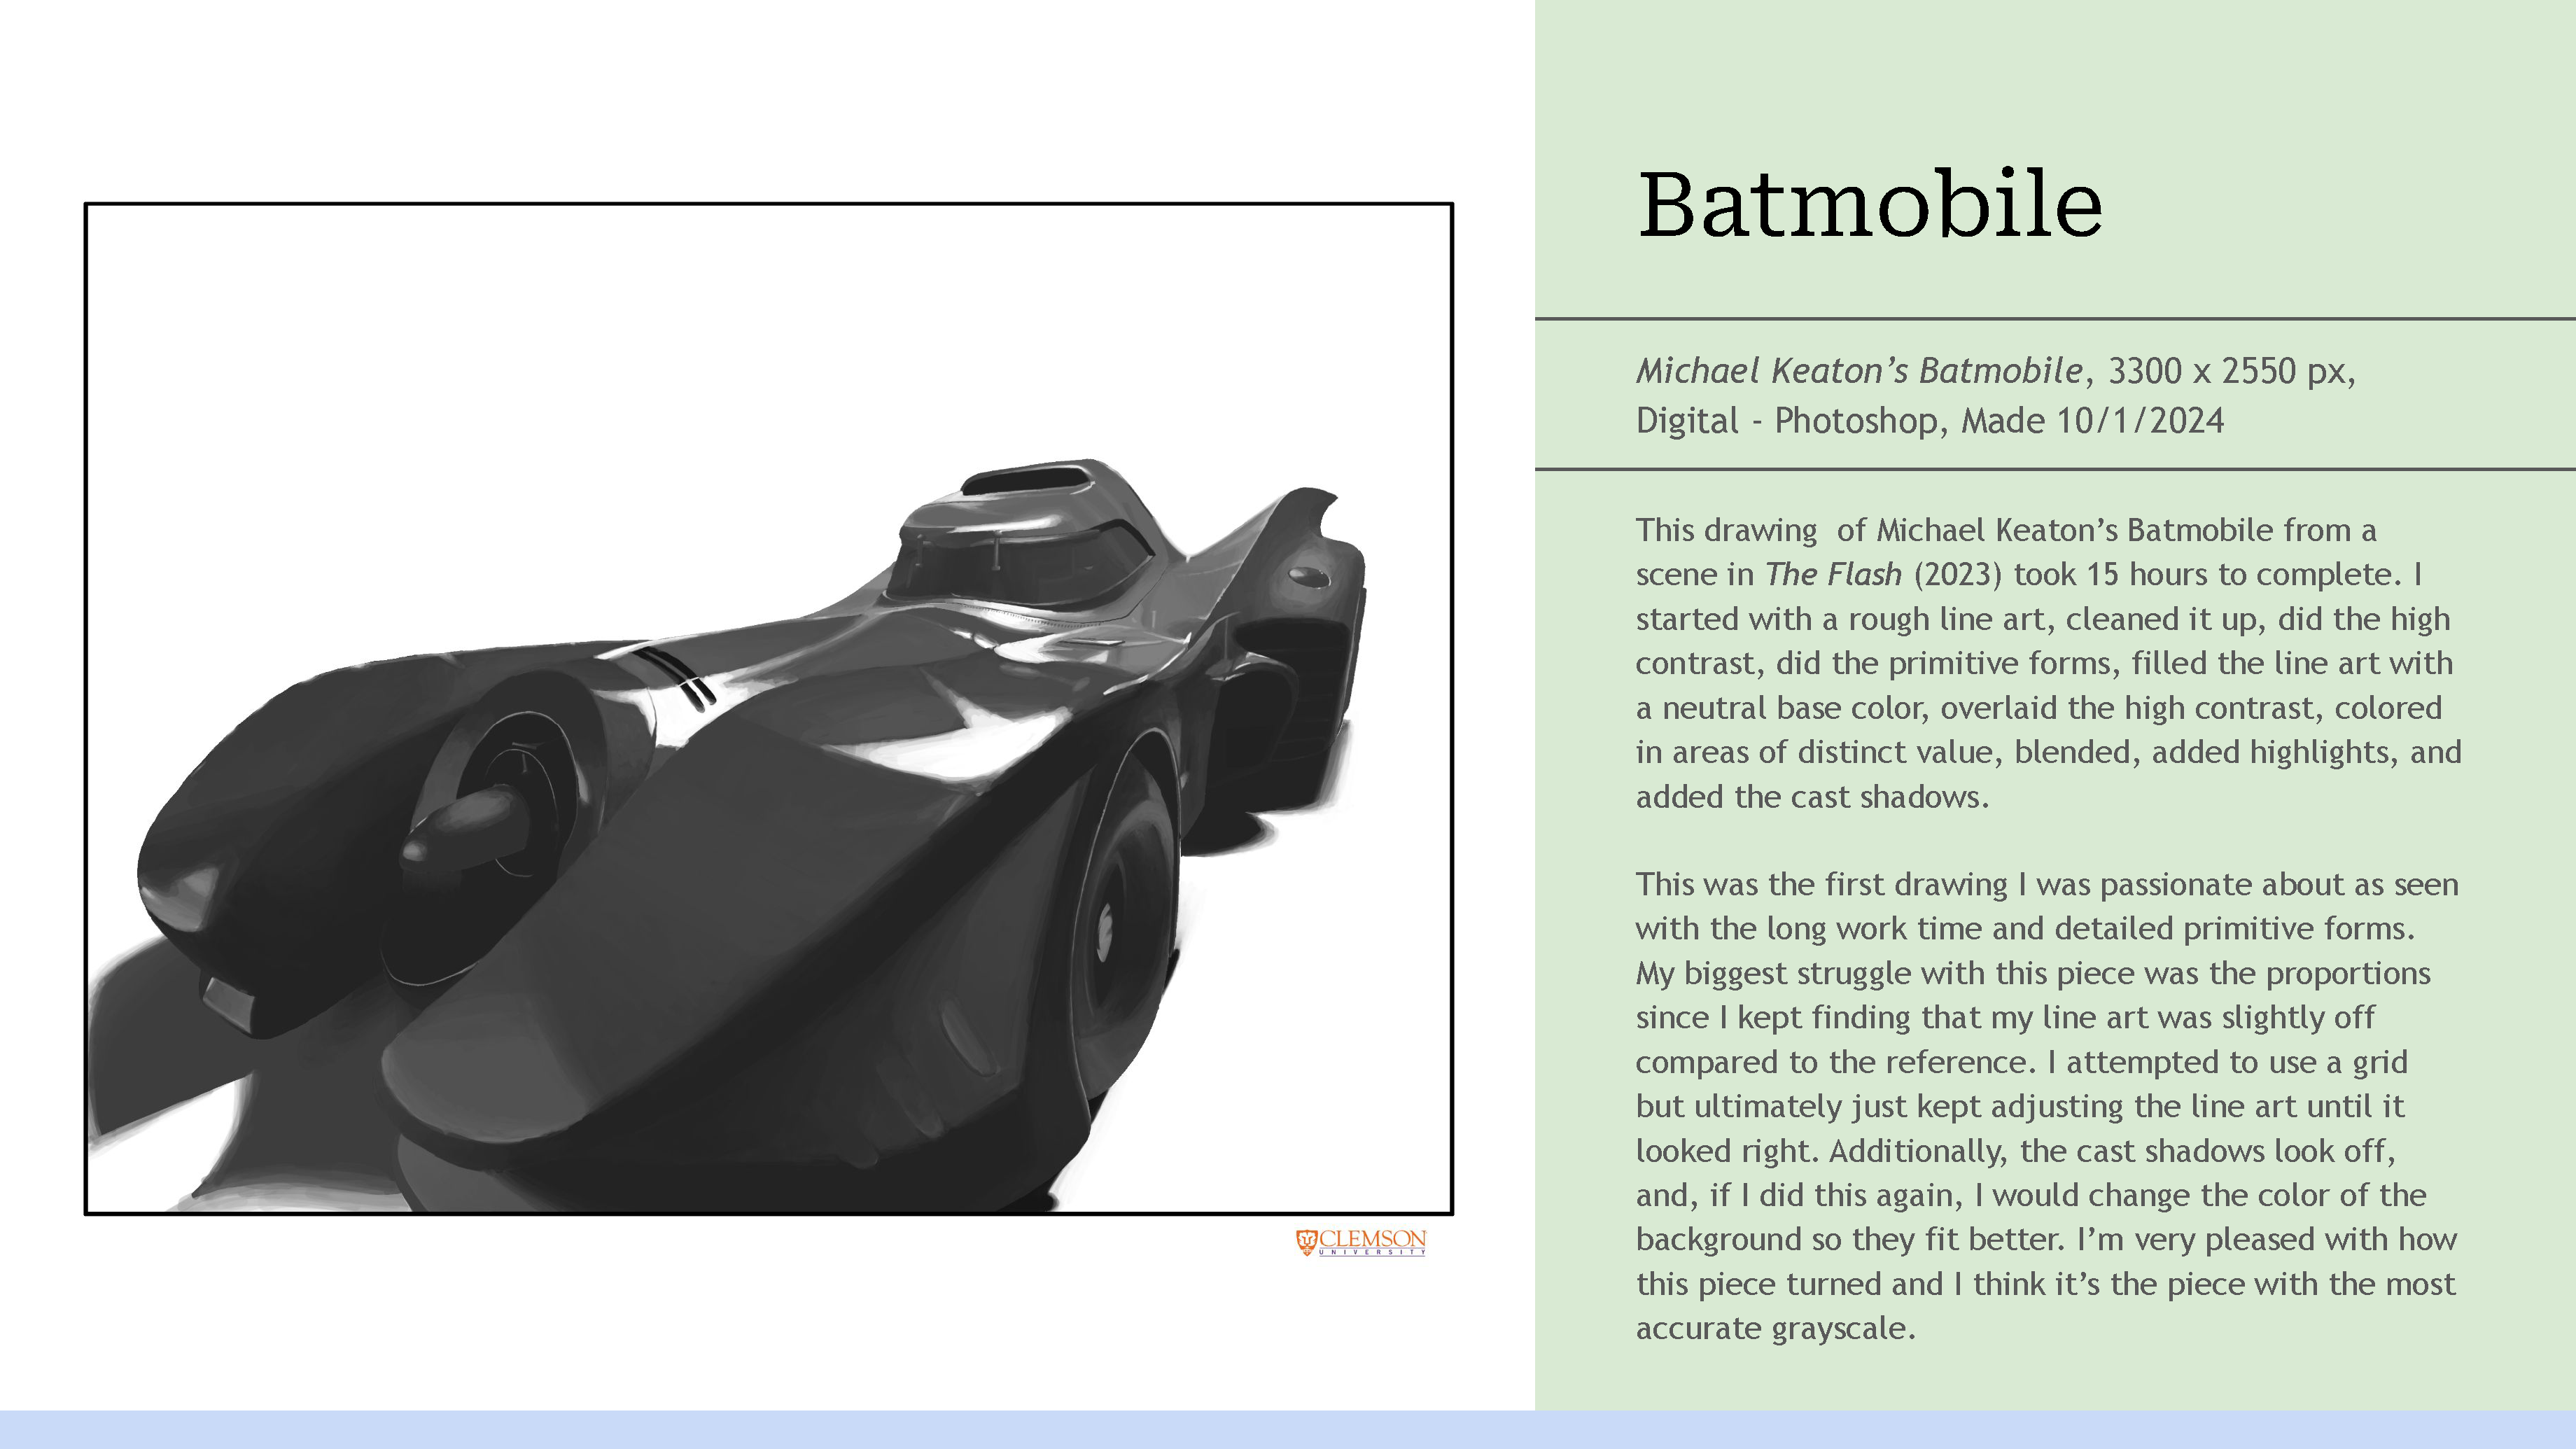 Batmobile
Michael Keaton’s Batmobile, 3300 x 2550 px,
Digital - Photoshop, Made 10/1/2024
This drawing  of Michael Keaton’s Batmobile from a
scene in The Flash (2023) took 15 hours to complete. I
started with a rough line art, cleaned it up, did the high
contrast, did the primitive forms, filled the line art with
a neutral base color, overlaid the high contrast, colored
in areas of distinct value, blended, added highlights, and
added the cast shadows.
This was the first drawing I was passionate about as seen
with the long work time and detailed primitive forms.
My biggest struggle with this piece was the proportions
since I kept finding that my line art was slightly off
compared to the reference. I attempted to use a grid
but ultimately just kept adjusting the line art until it
looked right. Additionally, the cast shadows look off,
and, if I did this again, I would change the color of the
background so they fit better. I’m very pleased with how
this piece turned and I think it’s the piece with the most
accurate grayscale.
CLEMSON
UNIVERSITY